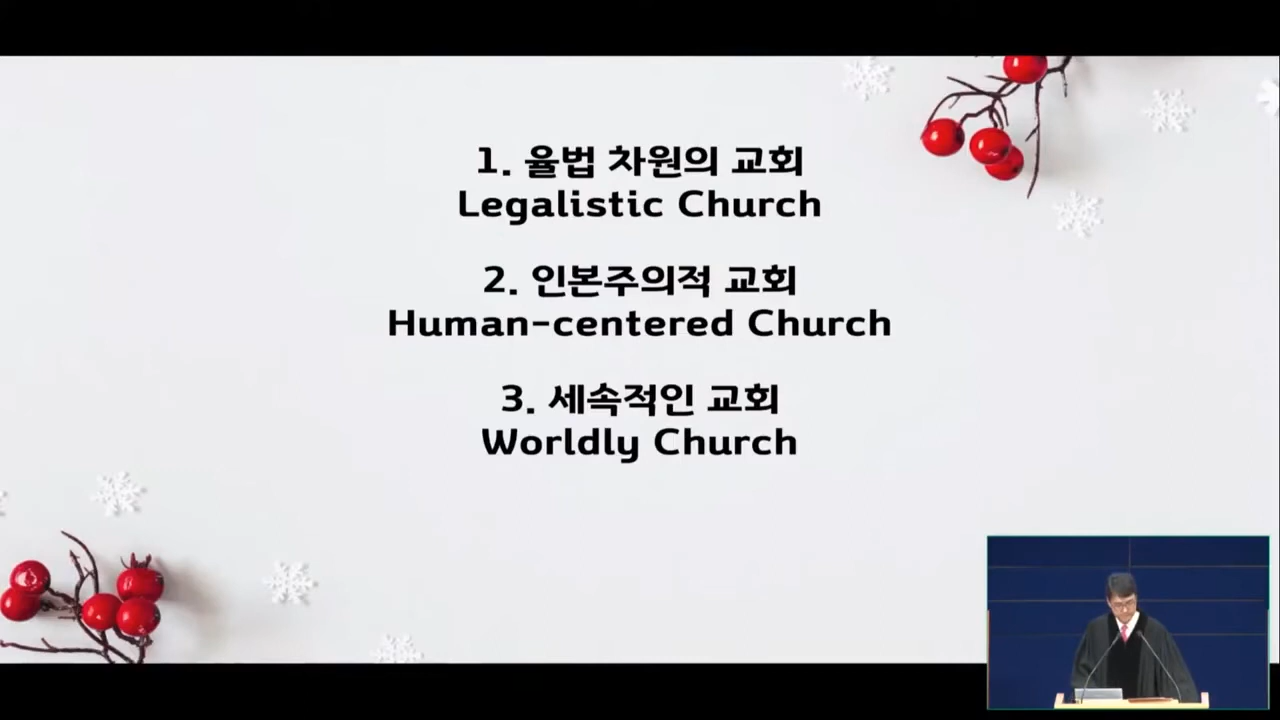 1. 율법 차원의 교회
Legalistic Church
2. 인본주의적 교회
Human-centered Church
3. 세속적인 교회
Worldly Church